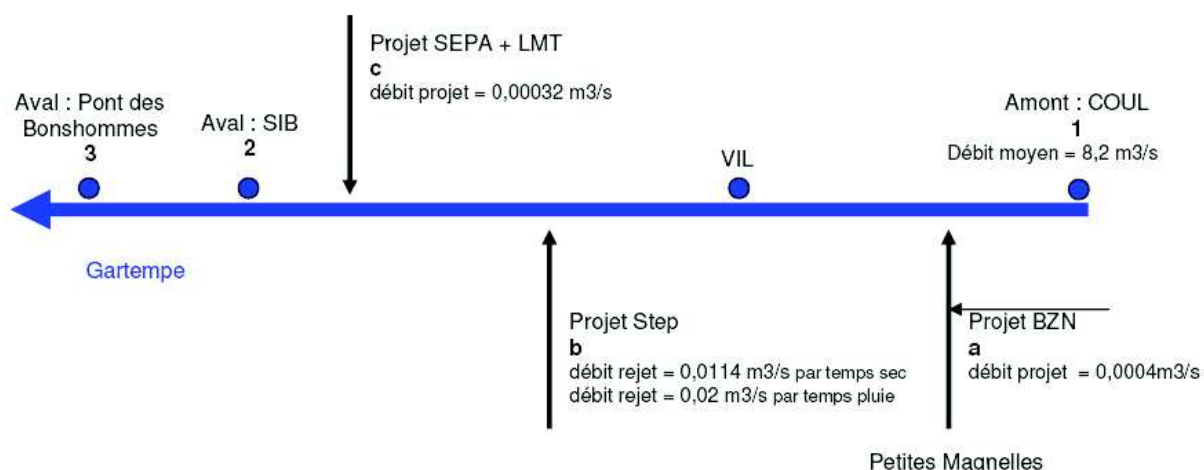 Projet SEPA + LMT
c
débit projet = 0,00032 m3/s
Aval : Pont des
Bonshommes
3
Aval : SIB
2
VIL
Amont : COUL
1
Débit moyen = 8,2 m3/s
Gartempe
Projet Step
b
débit rejet = 0,0114 m3/s par temps sec
débit rejet = 0,02 m3/s par temps pluie
Projet BZN
a
débit projet = 0,0004m3/s
Petites Magnelles